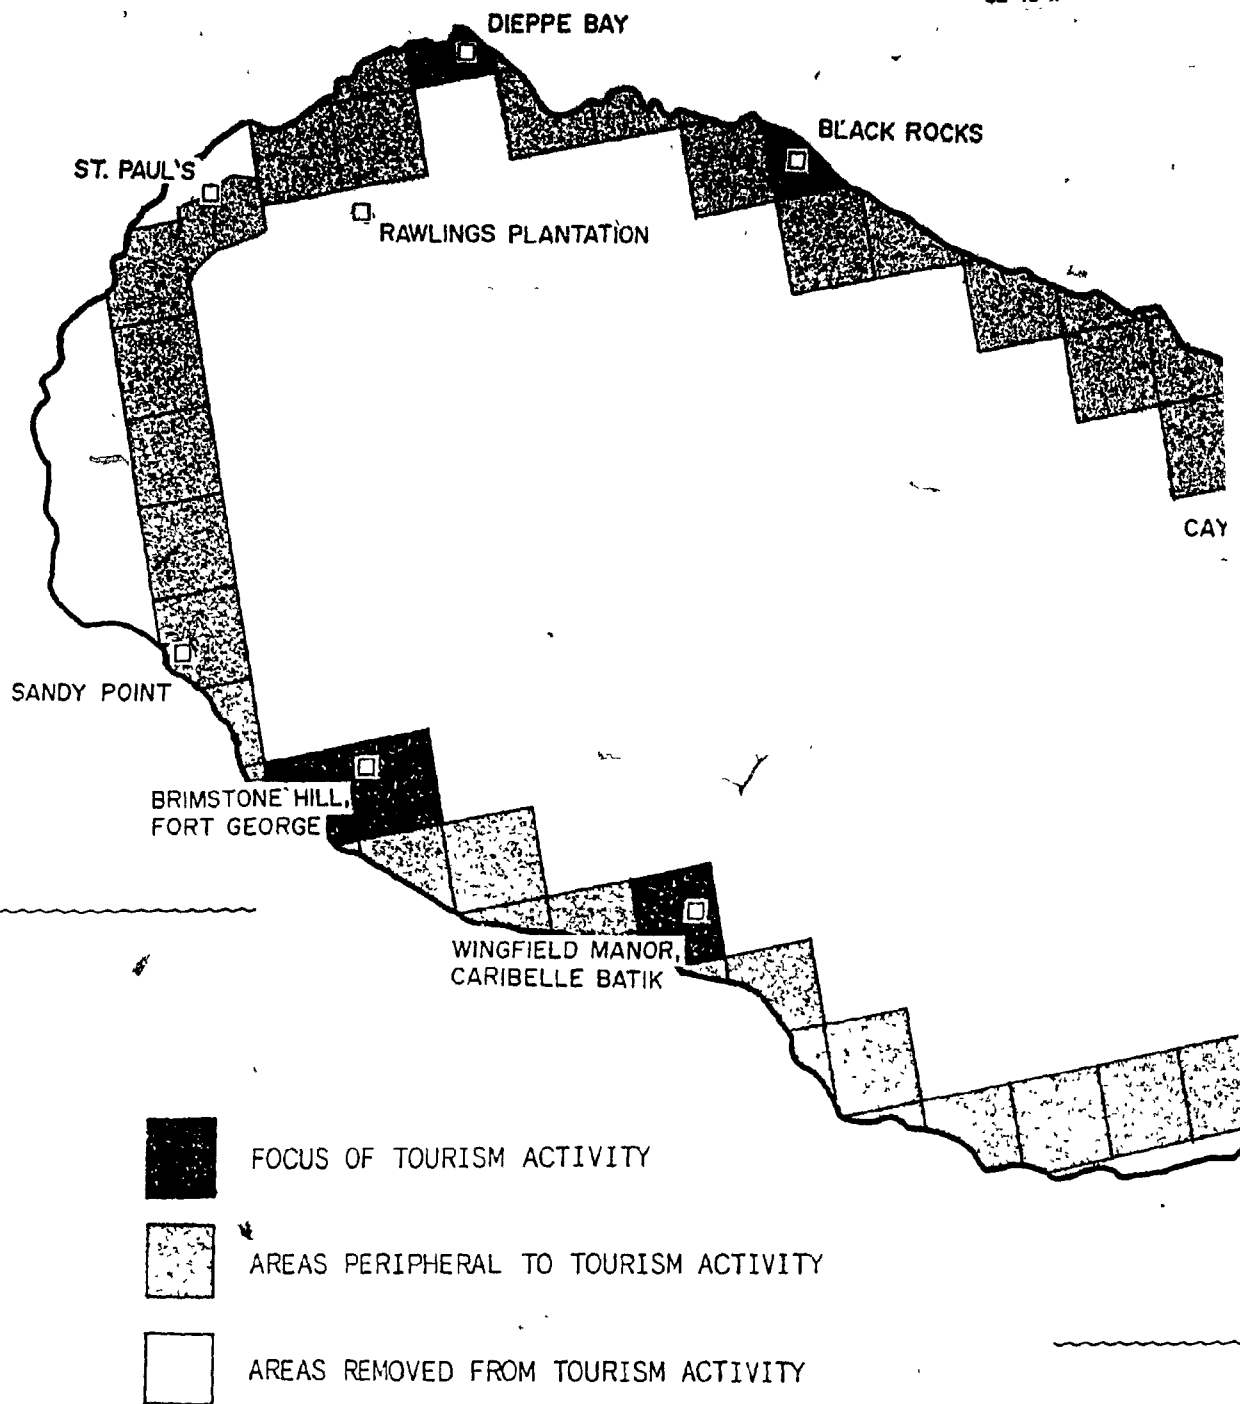 DIEPPE BAY
BLACK ROCKS
ST. PAUL'S
RAWLINGS PLANTATION
CAY
SANDY POINT
BRIMSTONE HILL,
FORT GEORGE
WINGFIELD MANOR,
CARIBELLE BATIK
FOCUS OF TOURISM ACTIVITY
AREAS PERIPHERAL TO TOURISM ACTIVITY
AREAS REMOVED FROM TOURISM ACTIVITY